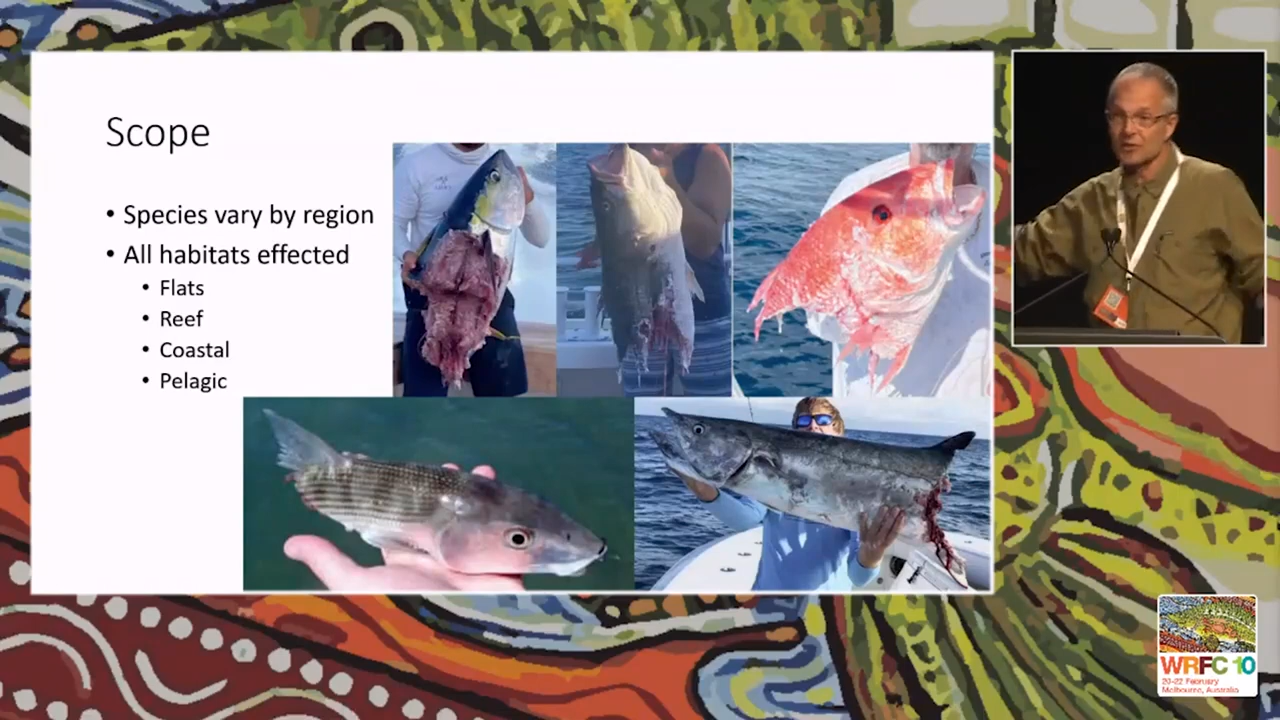 Scope
• Species vary by region
• All habitats effected
• Flats
• Reef
• Coastal
• Pelagic
WRFC 10
20-22 February
Melbourne, Australia